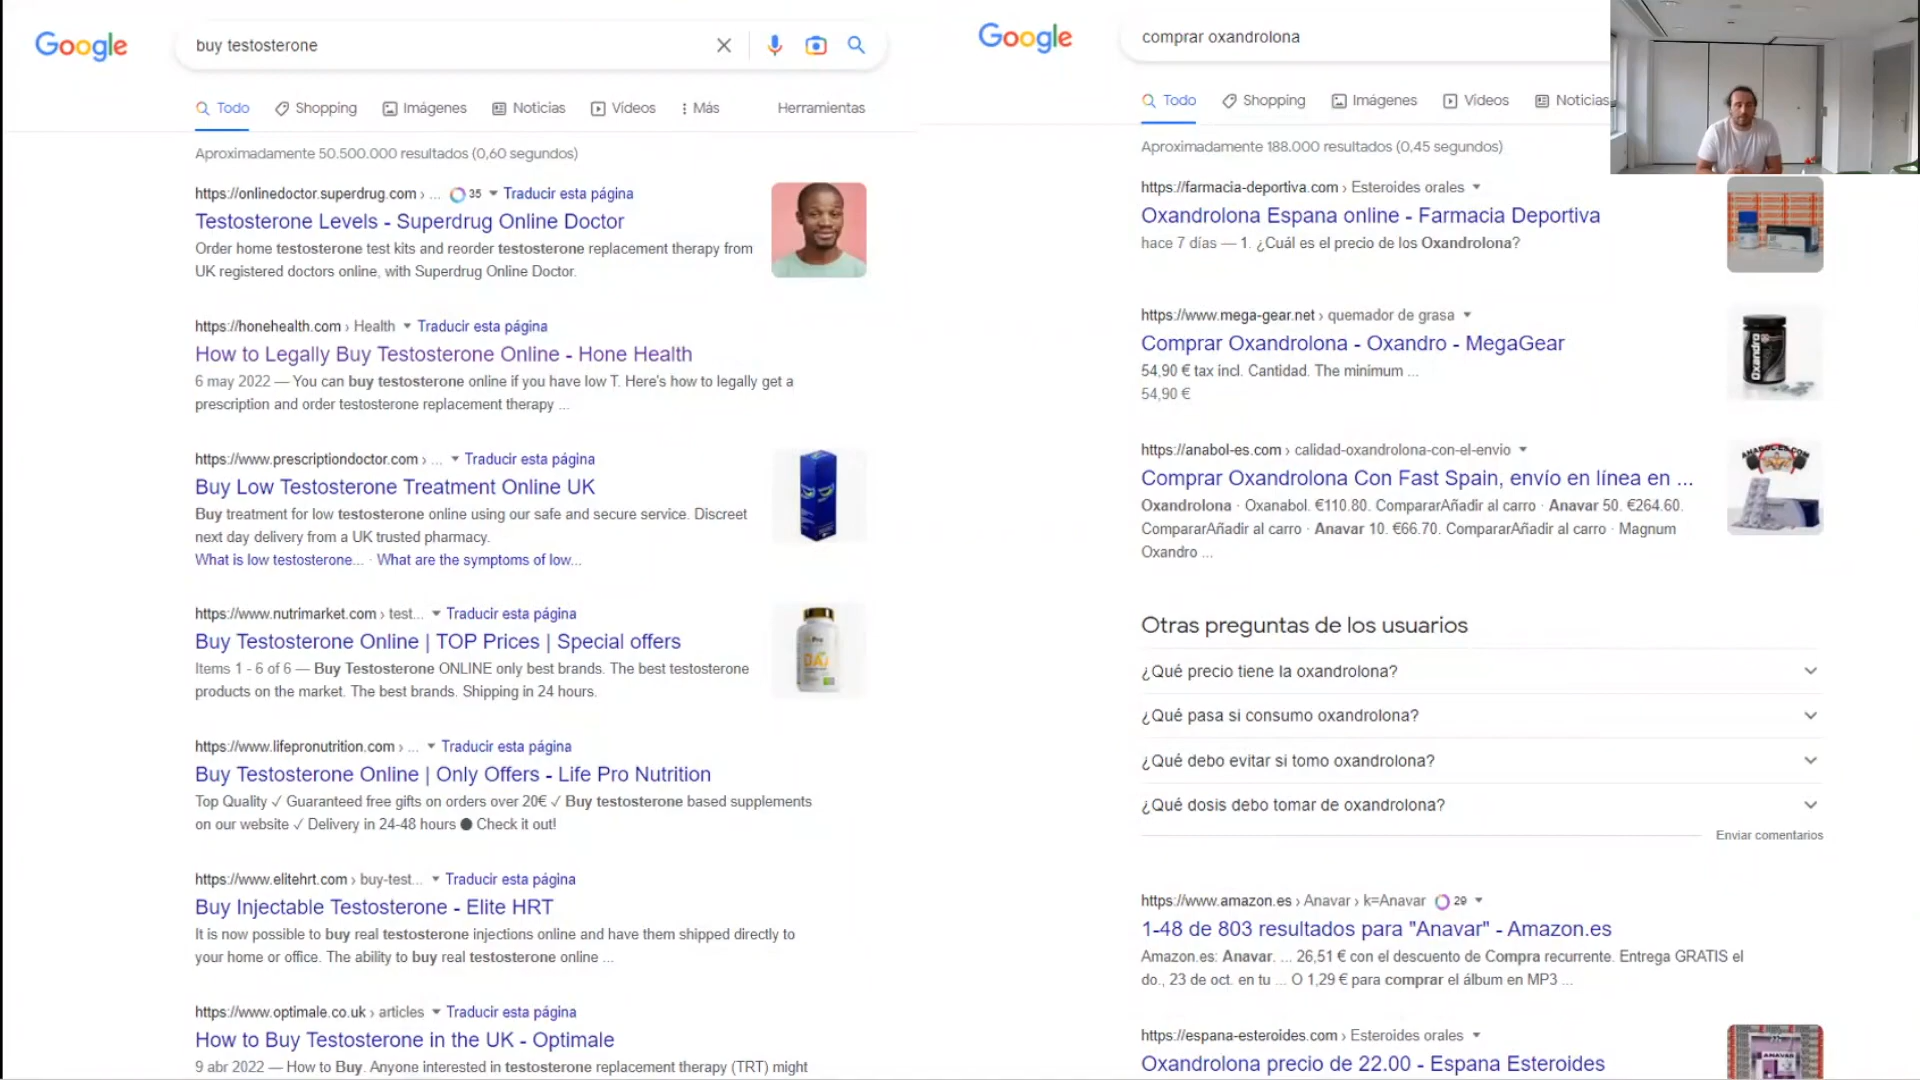 Google
buy testosterone
Todo
Shopping
Imágenes
Noticias
Vídeos
Más
Herramientas
Aproximadamente 50.500.000 resultados (0,60 segundos)
https://onlinedoctor.superdrug.com › ... 35 Traducir esta página
Testosterone Levels - Superdrug Online Doctor
Order home testosterone test kits and reorder testosterone replacement therapy from
UK registered doctors online, with Superdrug Online Doctor.
https://honehealth.com › Health Traducir esta página
How to Legally Buy Testosterone Online - Hone Health
6 may 2022 — You can buy testosterone online if you have low T. Here's how to legally get a
prescription and order testosterone replacement therapy ...
https://www.prescriptiondoctor.com › ... Traducir esta página
Buy Low Testosterone Treatment Online UK
Buy treatment for low testosterone online using our safe and secure service. Discreet
next day delivery from a UK trusted pharmacy.
What is low testosterone... · What are the symptoms of low...
https://www.nutrimarket.com › test... Traducir esta página
Buy Testosterone Online | TOP Prices | Special offers
Items 1 - 6 of 6 — Buy Testosterone ONLINE only best brands. The best testosterone
products on the market. The best brands. Shipping in 24 hours.
https://www.lifepronutrition.com › ... Traducir esta página
Buy Testosterone Online | Only Offers - Life Pro Nutrition
Top Quality ✓ Guaranteed free gifts on orders over 20€ ✓ Buy testosterone based supplements
on our website ✓ Delivery in 24-48 hours ● Check it out!
https://www.elitehrt.com › buy-test... Traducir esta página
Buy Injectable Testosterone - Elite HRT
It is now possible to buy real testosterone injections online and have them shipped directly to
your home or office. The ability to buy real testosterone online ...
https://www.optimale.co.uk › articles Traducir esta página
How to Buy Testosterone in the UK - Optimale
9 abr 2022 — How to Buy. Anyone interested in testosterone replacement therapy (TRT) might
Google
comprar oxandrolona
Todo
Shopping
Imágenes
Vídeos
Noticias
Aproximadamente 188.000 resultados (0,45 segundos)
https://farmacia-deportiva.com › Esteroides orales
Oxandrolona Espana online - Farmacia Deportiva
hace 7 días — 1. ¿Cuál es el precio de los Oxandrolona?
https://www.mega-gear.net › quemador de grasa
Comprar Oxandrolona - Oxandro - MegaGear
54,90 € tax incl. Cantidad. The minimum ...
54,90 €
Oxandro
https://anabol-es.com › calidad-oxandrolona-con-el-envío
Comprar Oxandrolona Con Fast Spain, envío en línea en ...
Oxandrolona · Oxanabol. €110.80. CompararAñadir al carro · Anavar 50. €264.60.
CompararAñadir al carro · Anavar 10. €66.70. CompararAñadir al carro · Magnum
Oxandro ...
Otras preguntas de los usuarios
¿Qué precio tiene la oxandrolona?
¿Qué pasa si consumo oxandrolona?
¿Qué debo evitar si tomo oxandrolona?
¿Qué dosis debo tomar de oxandrolona?
Enviar comentarios
https://www.amazon.es › Anavar › k=Anavar 29
1-48 de 803 resultados para "Anavar" - Amazon.es
Amazon.es: Anavar. ... 26,51 € con el descuento de Compra recurrente. Entrega GRATIS el
do., 23 de oct. en tu ... O 1,29 € para comprar el álbum en MP3 ...
https://espana-esteroides.com › Esteroides orales
Oxandrolona precio de 22.00 - Espana Esteroides
ANAVAR